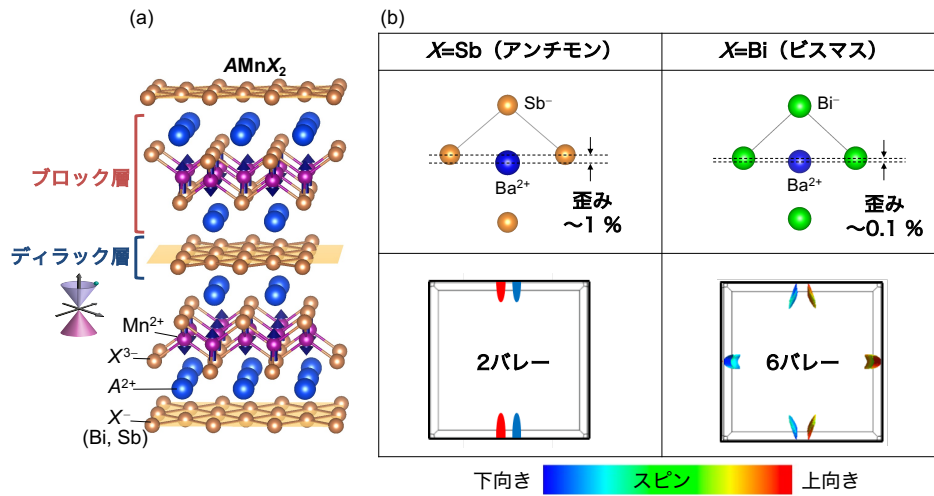 (a)
AMnX₂
ブロック層
ディラック層
Mn²⁺
X³⁻
A²⁺
X⁻
(Bi, Sb)
(b)
X=Sb（アンチモン）
X=Bi（ビスマス）
Sb⁻
Ba²⁺
歪み
～1 %
Bi⁻
Ba²⁺
歪み
～0.1 %
2バレー
6バレー
下向き
スピン
上向き